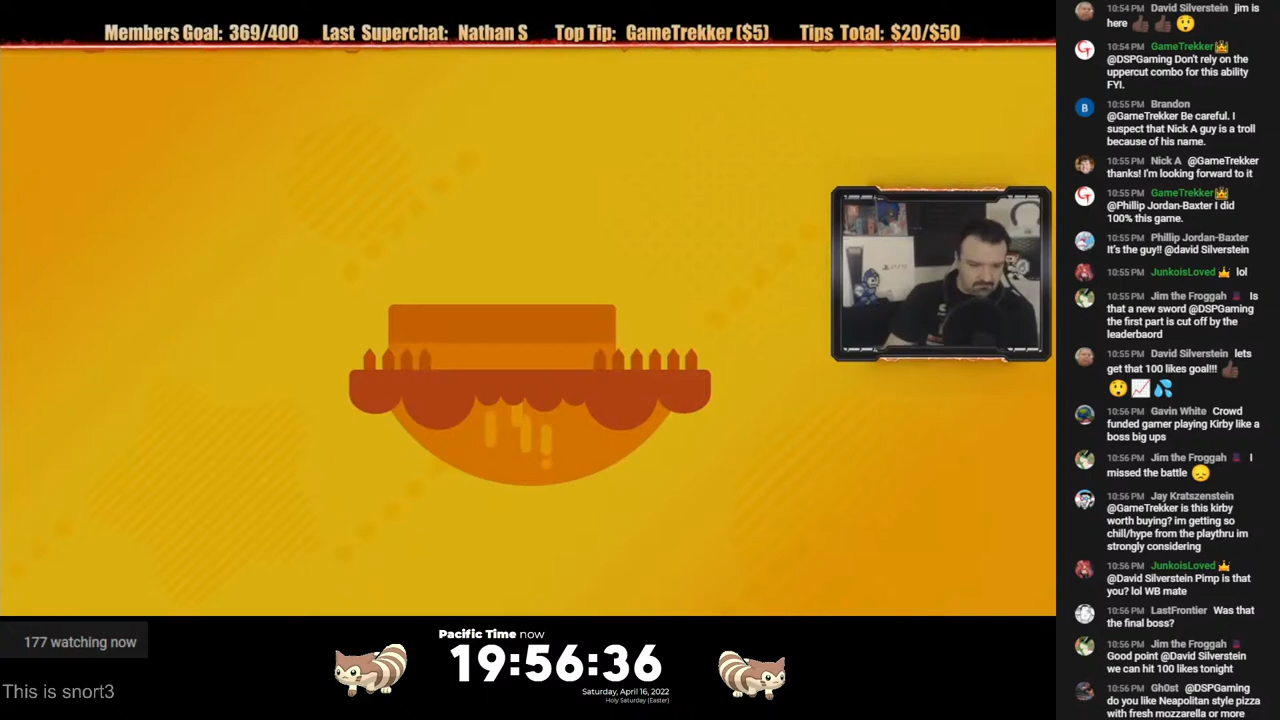 Members Goal: 369/400 Last Superchat: Nathan S Top Tip: GameTrekker ($5) Tips Total: $20/$50
177 watching now
This is snort3
Pacific Time now
19:56:36
Saturday, April 16, 2022
Holy Saturday (Easter)
10:54 PM David Silverstein jim is
here
10:54 PM GameTrekker
@DSPGaming Don't rely on the
uppercut combo for this ability
FYI.
10:55 PM Brandon
@GameTrekker Be careful. I
suspect that Nick A guy is a troll
because of his name.
10:55 PM Nick A @GameTrekker
thanks! I'm looking forward to it
10:55 PM GameTrekker
@Phillip Jordan-Baxter I did
100% this game.
10:55 PM Phillip Jordan-Baxter
It's the guy!! @david Silverstein
10:55 PM JunkoisLoved lol
10:55 PM Jim the Froggah Is
that a new sword @DSPGaming
the first part is cut off by the
leaderbaord
10:55 PM David Silverstein lets
get that 100 likes goal!!!
10:56 PM Gavin White Crowd
funded gamer playing Kirby like a
boss big ups
10:56 PM Jim the Froggah I
missed the battle
10:56 PM Jay Kratszenstein
@GameTrekker is this kirby
worth buying? im getting so
chill/hype from the playthru im
strongly considering
10:56 PM JunkoisLoved
@David Silverstein Pimp is that
you? lol WB mate
10:56 PM LastFrontier Was that
the final boss?
10:56 PM Jim the Froggah
Good point @David Silverstein
we can hit 100 likes tonight
10:56 PM Gh0st @DSPGaming
do you like Neapolitan style pizza
with fresh mozzarella or more